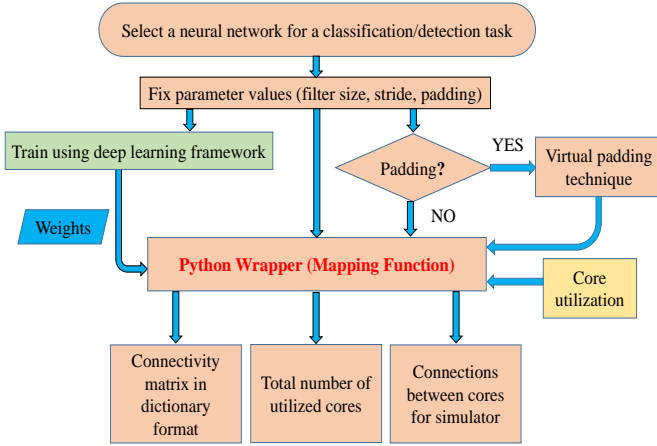 Select a neural network for a classification/detection task
Fix parameter values (filter size, stride, padding)
Train using deep learning framework
Padding?
YES
Virtual padding
technique
NO
Weights
Python Wrapper (Mapping Function)
Core
utilization
Connectivity
matrix in
dictionary
format
Total number of
utilized cores
Connections
between cores
for simulator